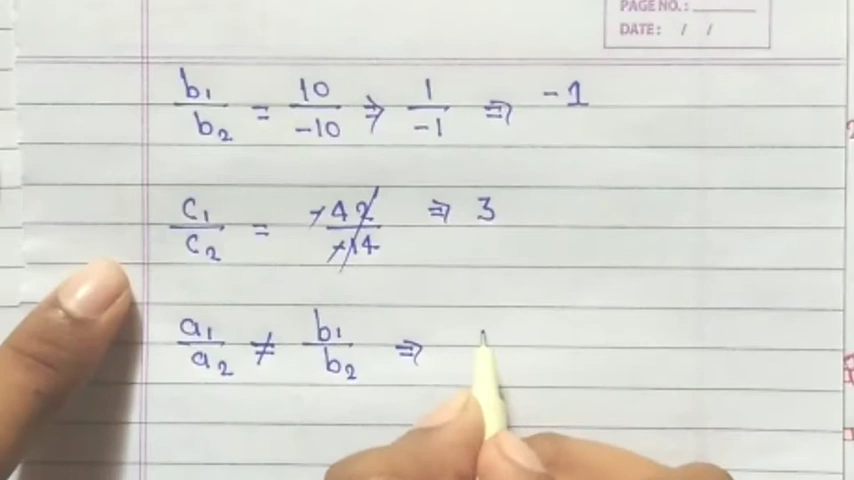 PAGE NO.:
DATE: / /
b₁/b₂ = 10/-10 ⇒ 1/-1 ⇒ -1
c₁/c₂ = -42/-14 ⇒ 3
a₁/a₂ ≠ b₁/b₂ ⇒